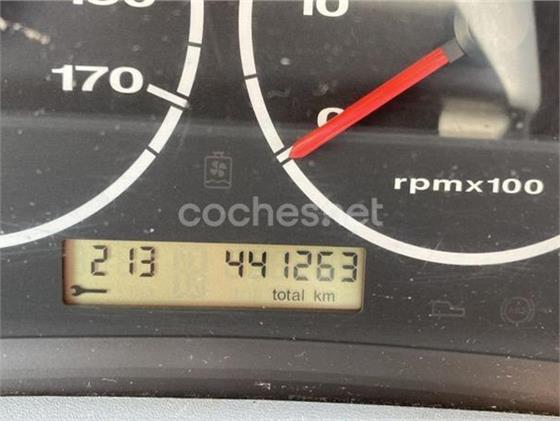 10
170
0
rpmx100
coches.net
213 441263
total km